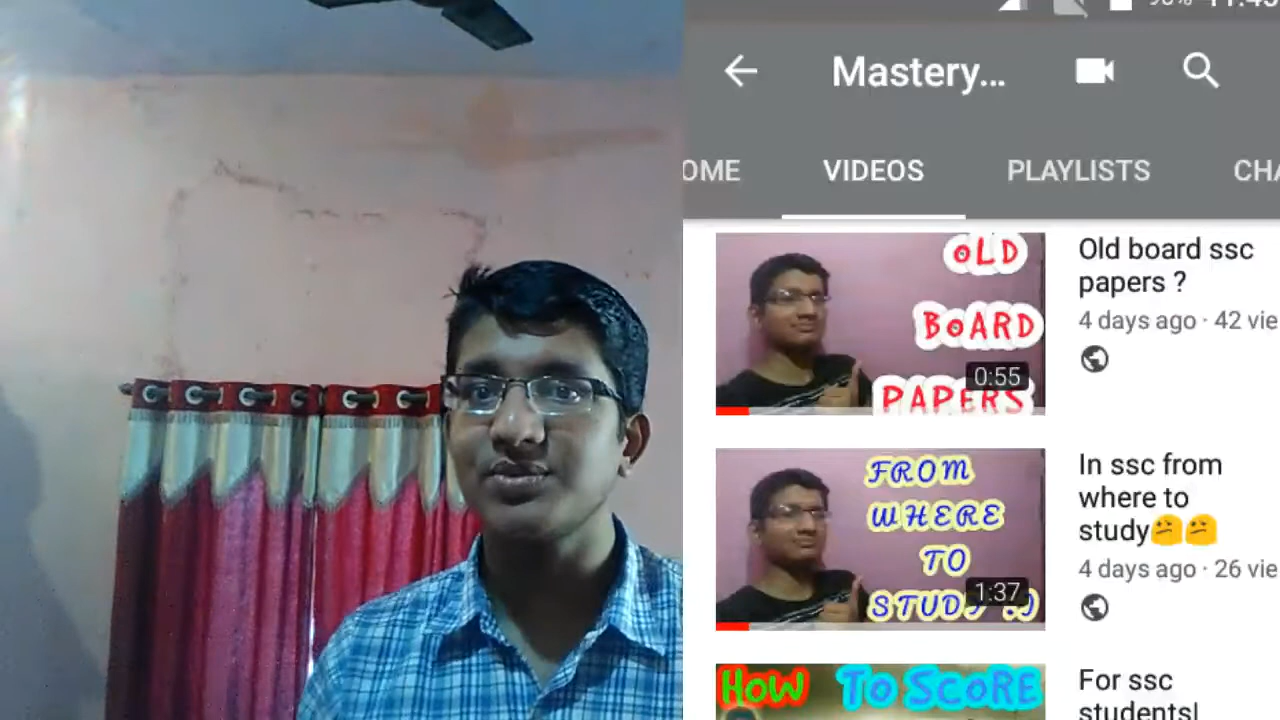 Mastery...
OME
VIDEOS
PLAYLISTS
CHA
OLD
BOARD
PAPERS
0:55
Old board ssc
papers ?
4 days ago · 42 vie
FROM
WHERE
TO
1:37
In ssc from
where to
study🫤🫤
4 days ago · 26 vie
HOW TO SCORE
For ssc
students!